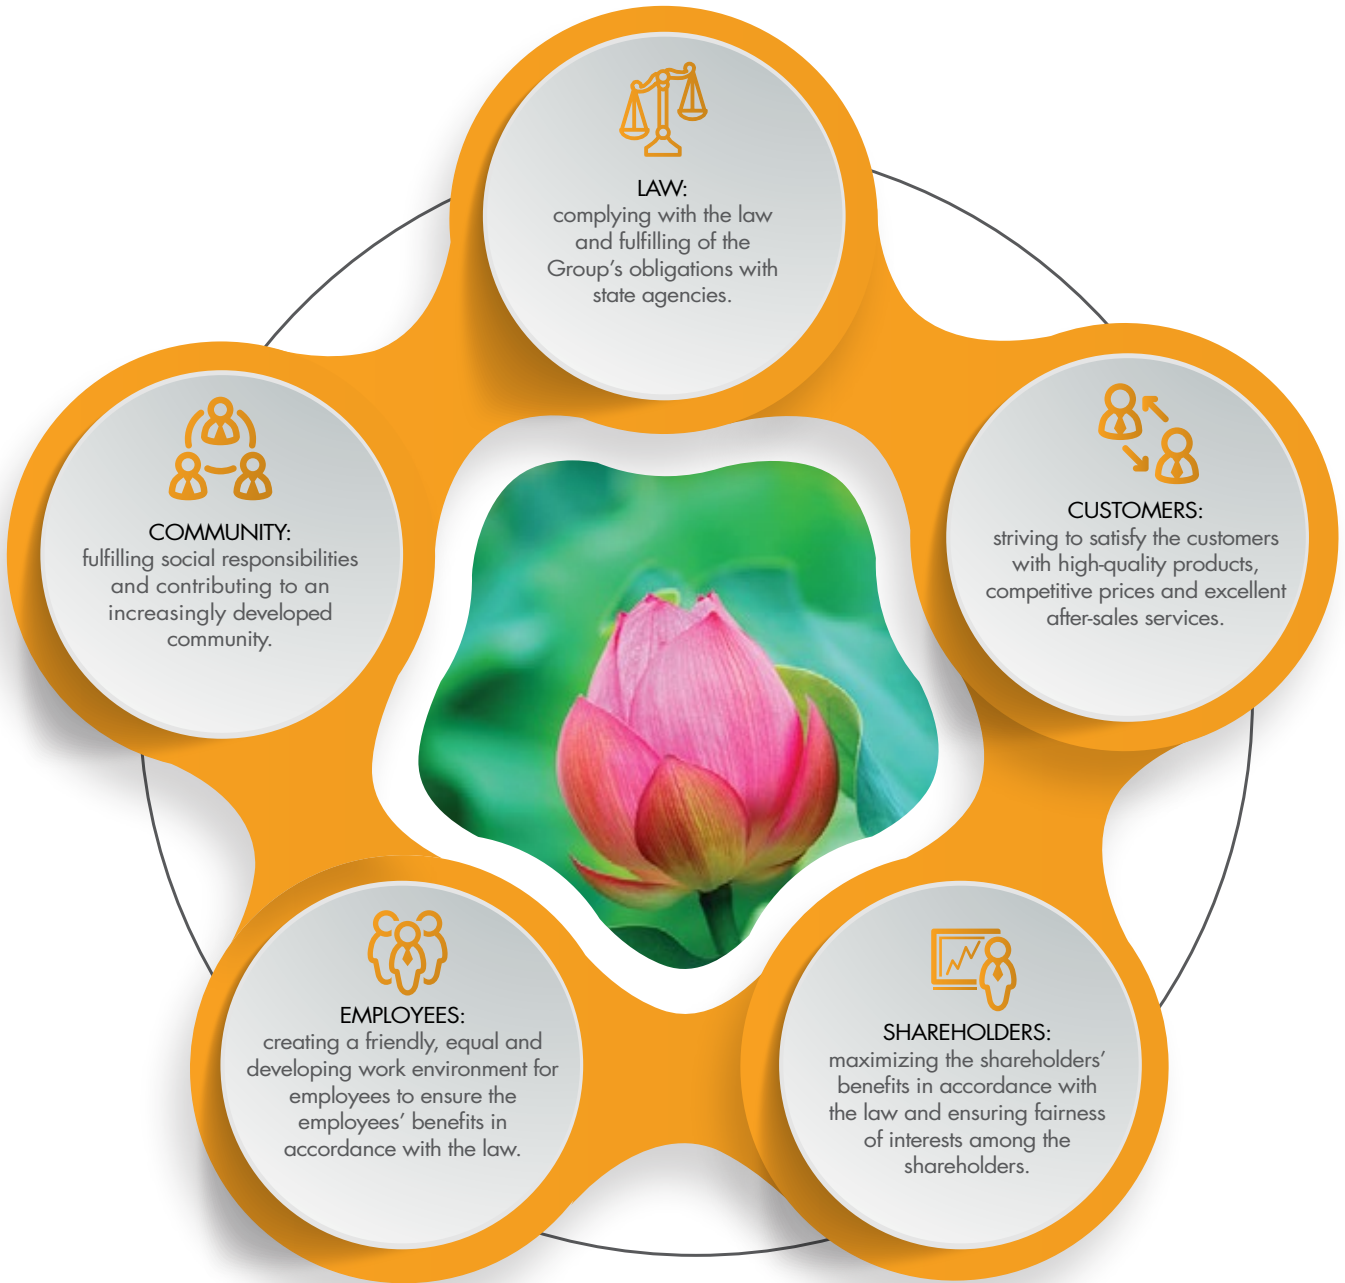 LAW:
complying with the law
and fulfilling of the
Group's obligations with
state agencies.
CUSTOMERS:
striving to satisfy the customers
with high-quality products,
competitive prices and excellent
after-sales services.
COMMUNITY:
fulfilling social responsibilities
and contributing to an
increasingly developed
community.
EMPLOYEES:
creating a friendly, equal and
developing work environment for
employees to ensure the
employees' benefits in
accordance with the law.
SHAREHOLDERS:
maximizing the shareholders'
benefits in accordance with
the law and ensuring fairness
of interests among the
shareholders.